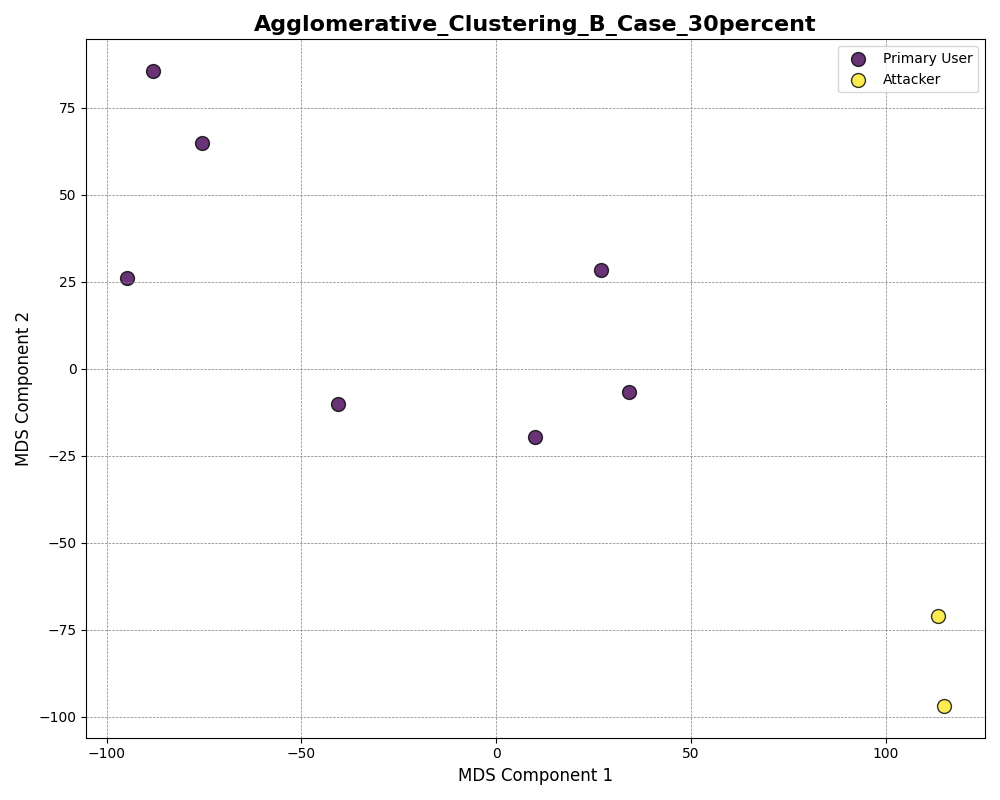 Agglomerative_Clustering_B_Case_30percent
Primary User
Attacker
MDS Component 2
75
50
25
0
−25
−50
−75
−100
−100
−50
0
50
100
MDS Component 1